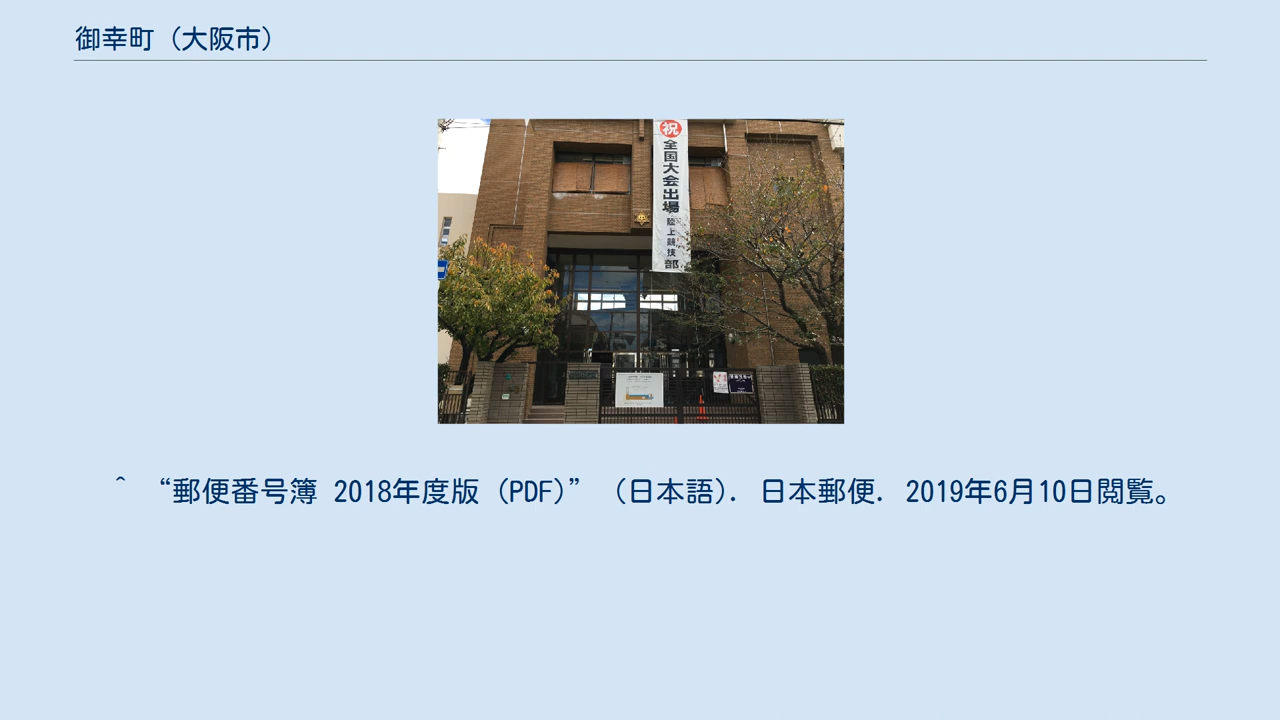 御幸町（大阪市）
祝
全国大会出場
陸上競技部
^ “郵便番号簿 2018年度版 (PDF)” （日本語）. 日本郵便. 2019年6月10日閲覧。